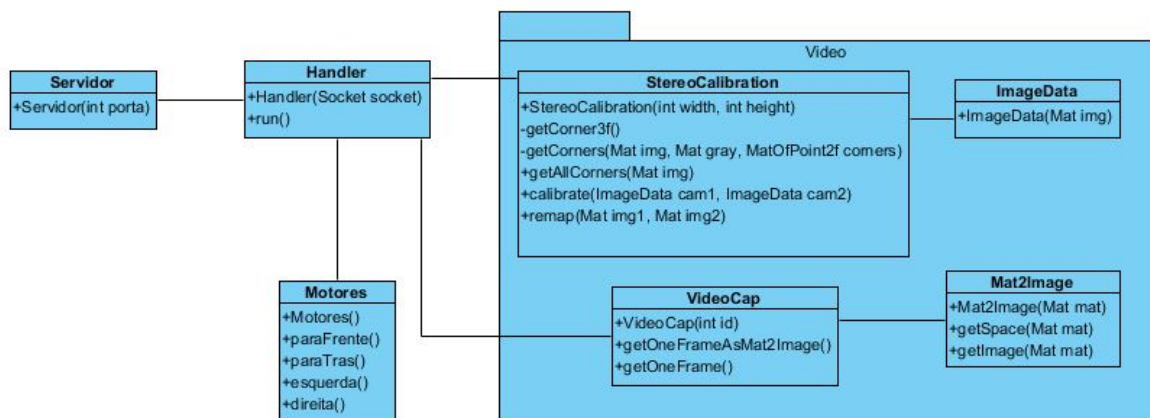 Servidor
+Servidor(int porta)
Handler
+Handler(Socket socket)
+run()
Motores
+Motores()
+paraFrente()
+paraTras()
+esquerda()
+direita()
Video
StereoCalibration
+StereoCalibration(int width, int height)
-getCorner3f()
-getCorners(Mat img, Mat gray, MatOfPoint2f corners)
+getAllCorners(Mat img)
+calibrate(ImageData cam1, ImageData cam2)
+remap(Mat img1, Mat img2)
ImageData
+ImageData(Mat img)
VideoCap
+VideoCap(int id)
+getOneFrameAsMat2Image()
+getOneFrame()
Mat2Image
+Mat2Image(Mat mat)
+getSpace(Mat mat)
+getImage(Mat mat)